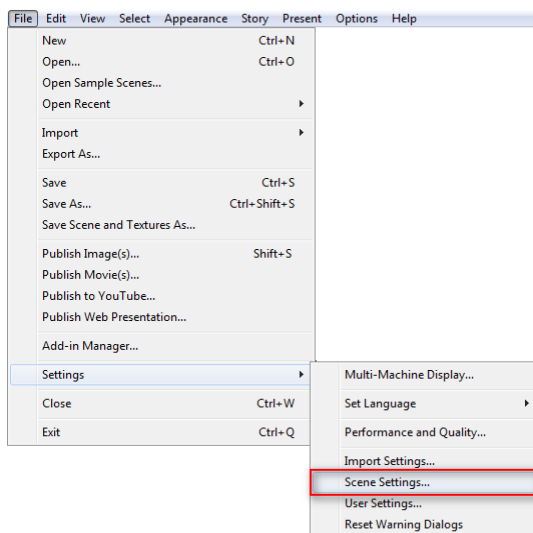 File Edit View Select Appearance Story Present Options Help
New Ctrl+N
Open... Ctrl+O
Open Sample Scenes...
Open Recent
Import
Export As...
Save Ctrl+S
Save As... Ctrl+Shift+S
Save Scene and Textures As...
Publish Image(s)... Shift+S
Publish Movie(s)...
Publish to YouTube...
Publish Web Presentation...
Add-in Manager...
Settings
Close Ctrl+W
Exit Ctrl+Q
Multi-Machine Display...
Set Language
Performance and Quality...
Import Settings...
Scene Settings...
User Settings...
Reset Warning Dialogs